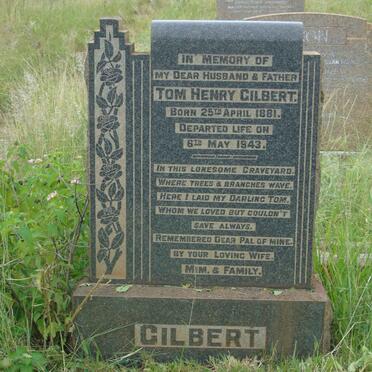 IN MEMORY OF
MY DEAR HUSBAND & FATHER
TOM HENRY GILBERT.
BORN 25TH APRIL 1881.
DEPARTED LIFE ON
6TH MAY 1943.
IN THIS LONESOME GRAVEYARD.
WHERE TREES & BRANCHES WAVE.
HERE I LAID MY DARLING TOM.
WHOM WE LOVED BUT COULDN'T
SAVE ALWAYS.
REMEMBERED DEAR PAL OF MINE.
BY YOUR LOVING WIFE.
MIM. & FAMILY.
GILBERT